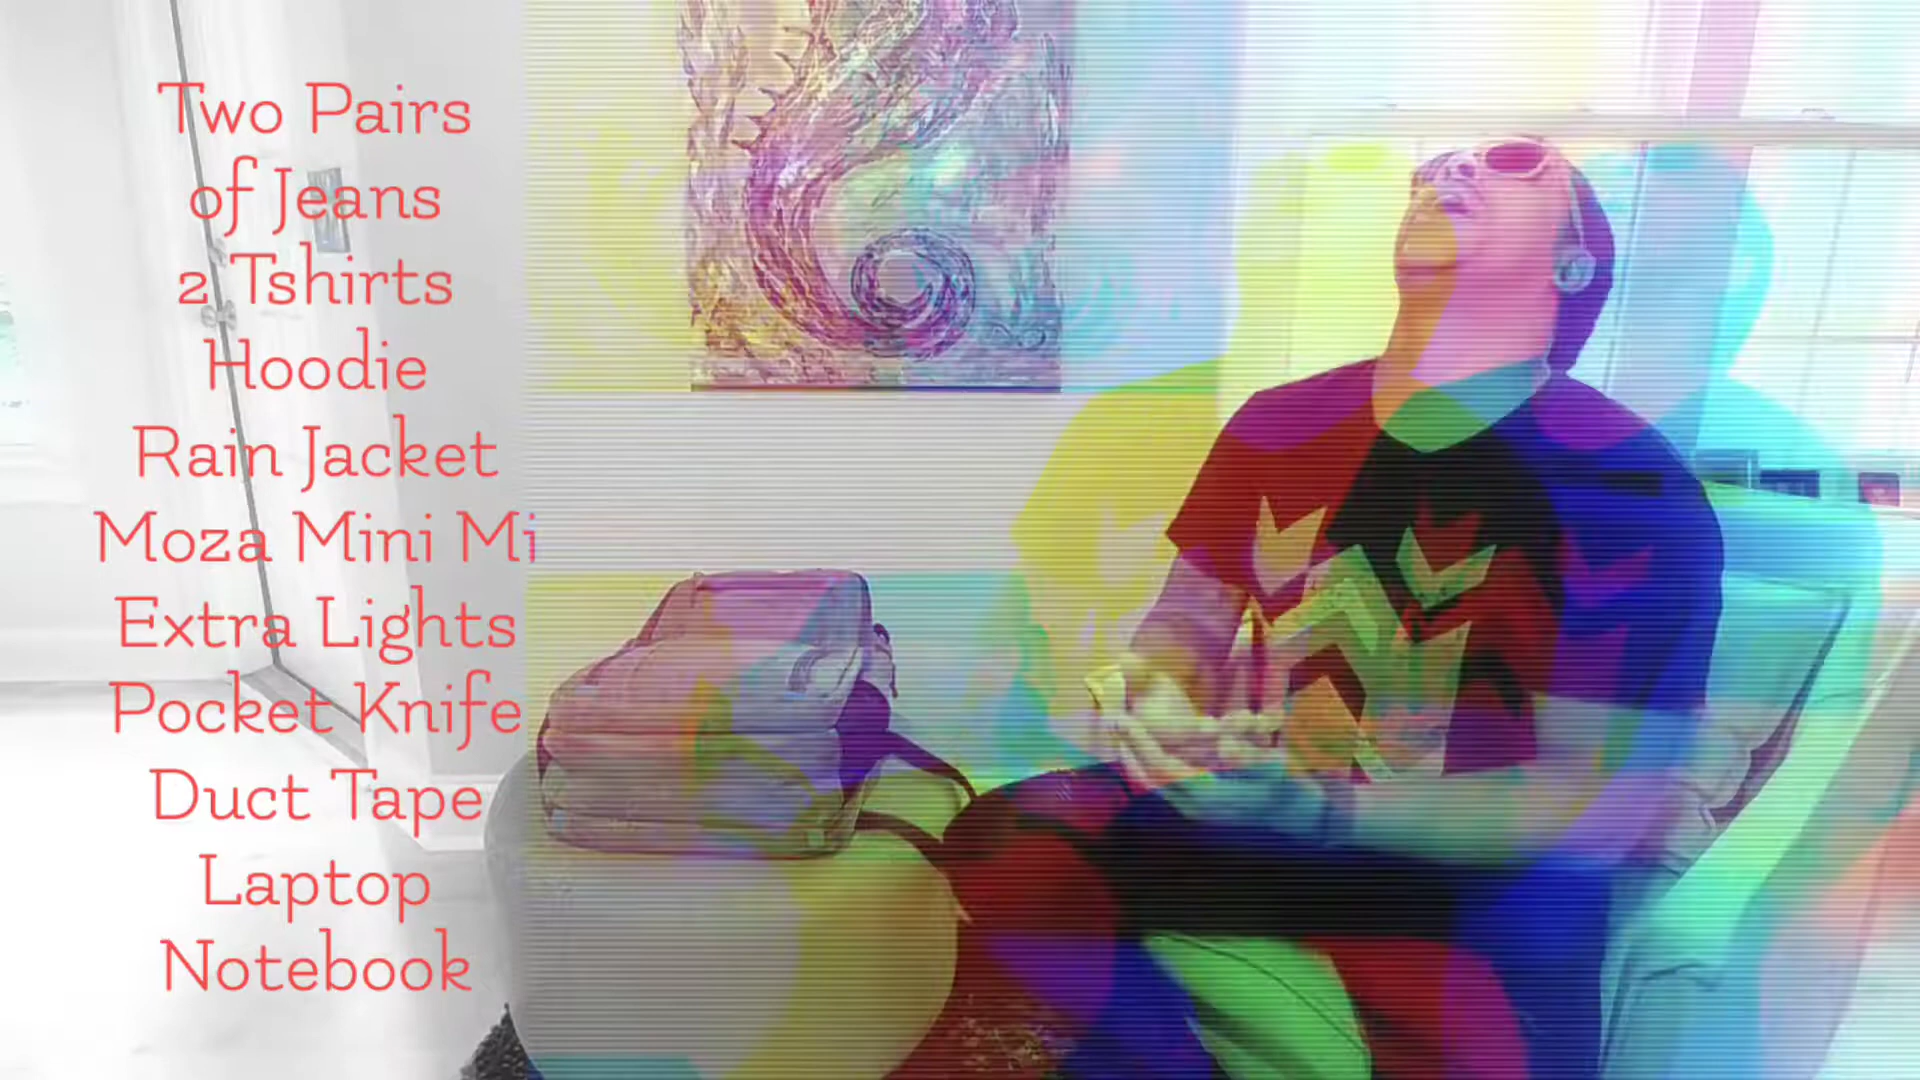 Two Pairs
of Jeans
2 Tshirts
Hoodie
Rain Jacket
Moza Mini Mi
Extra Lights
Pocket Knife
Duct Tape
Laptop
Notebook